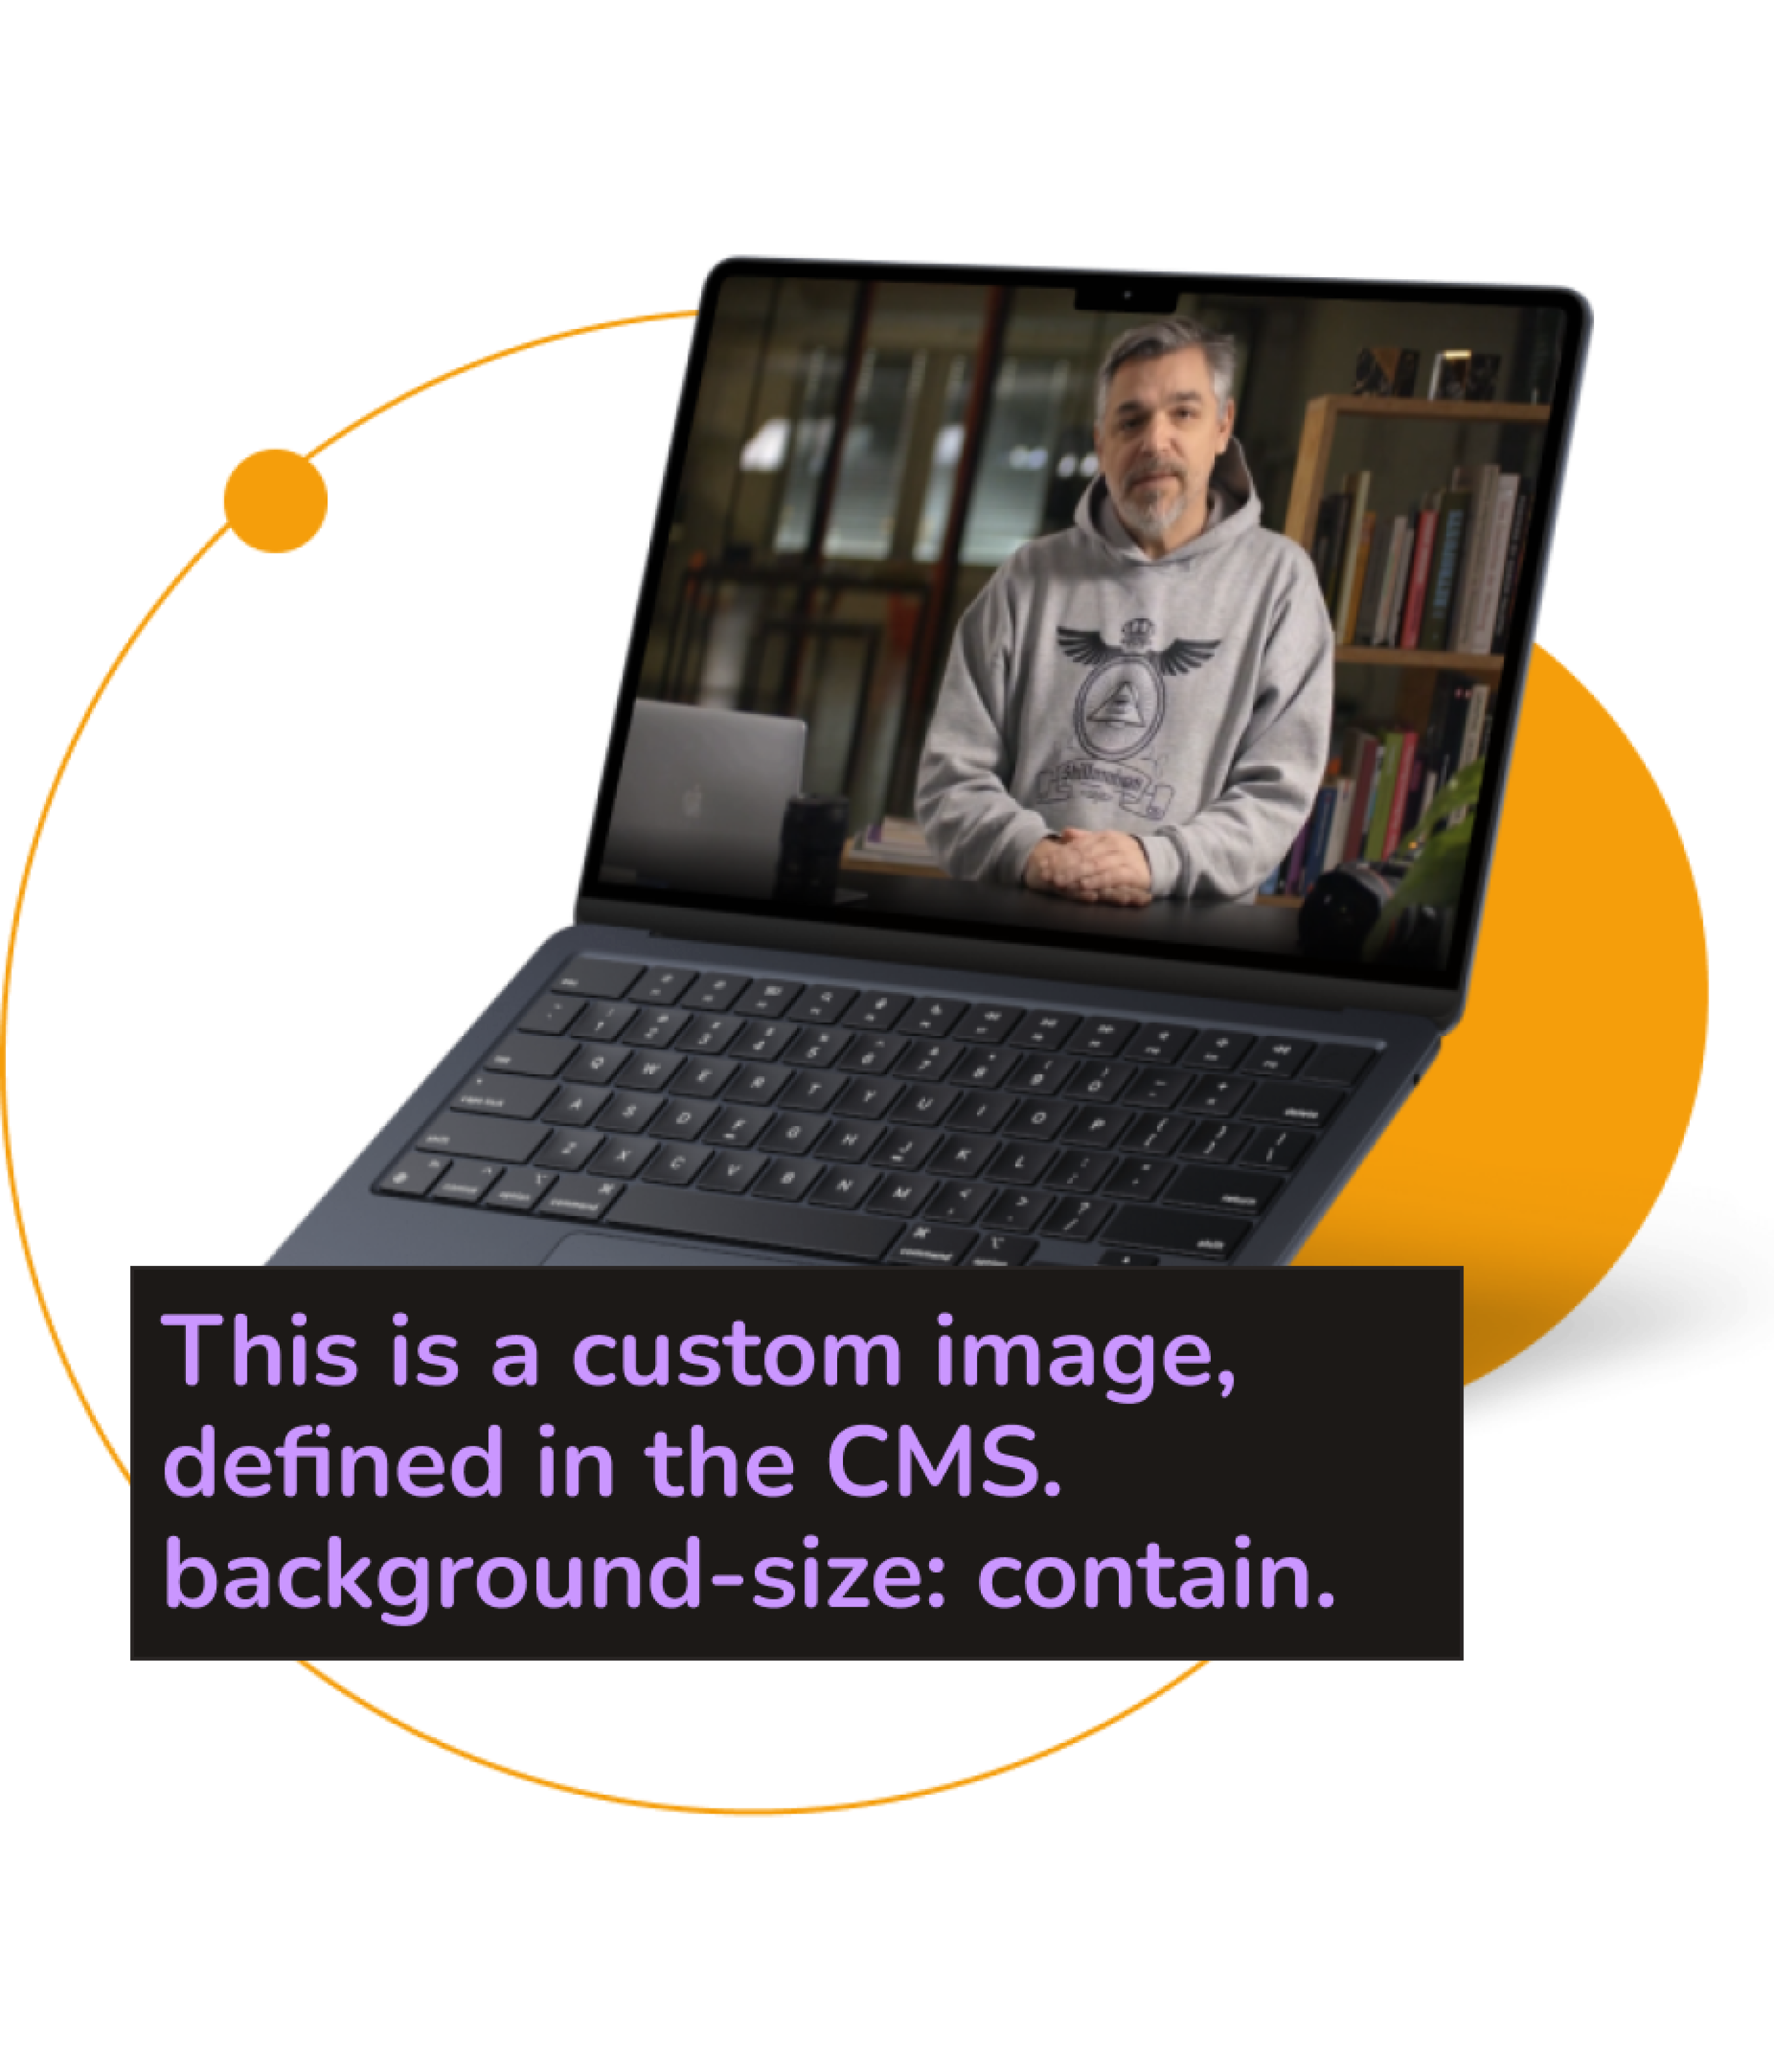 This is a custom image,
defined in the CMS.
background-size: contain.